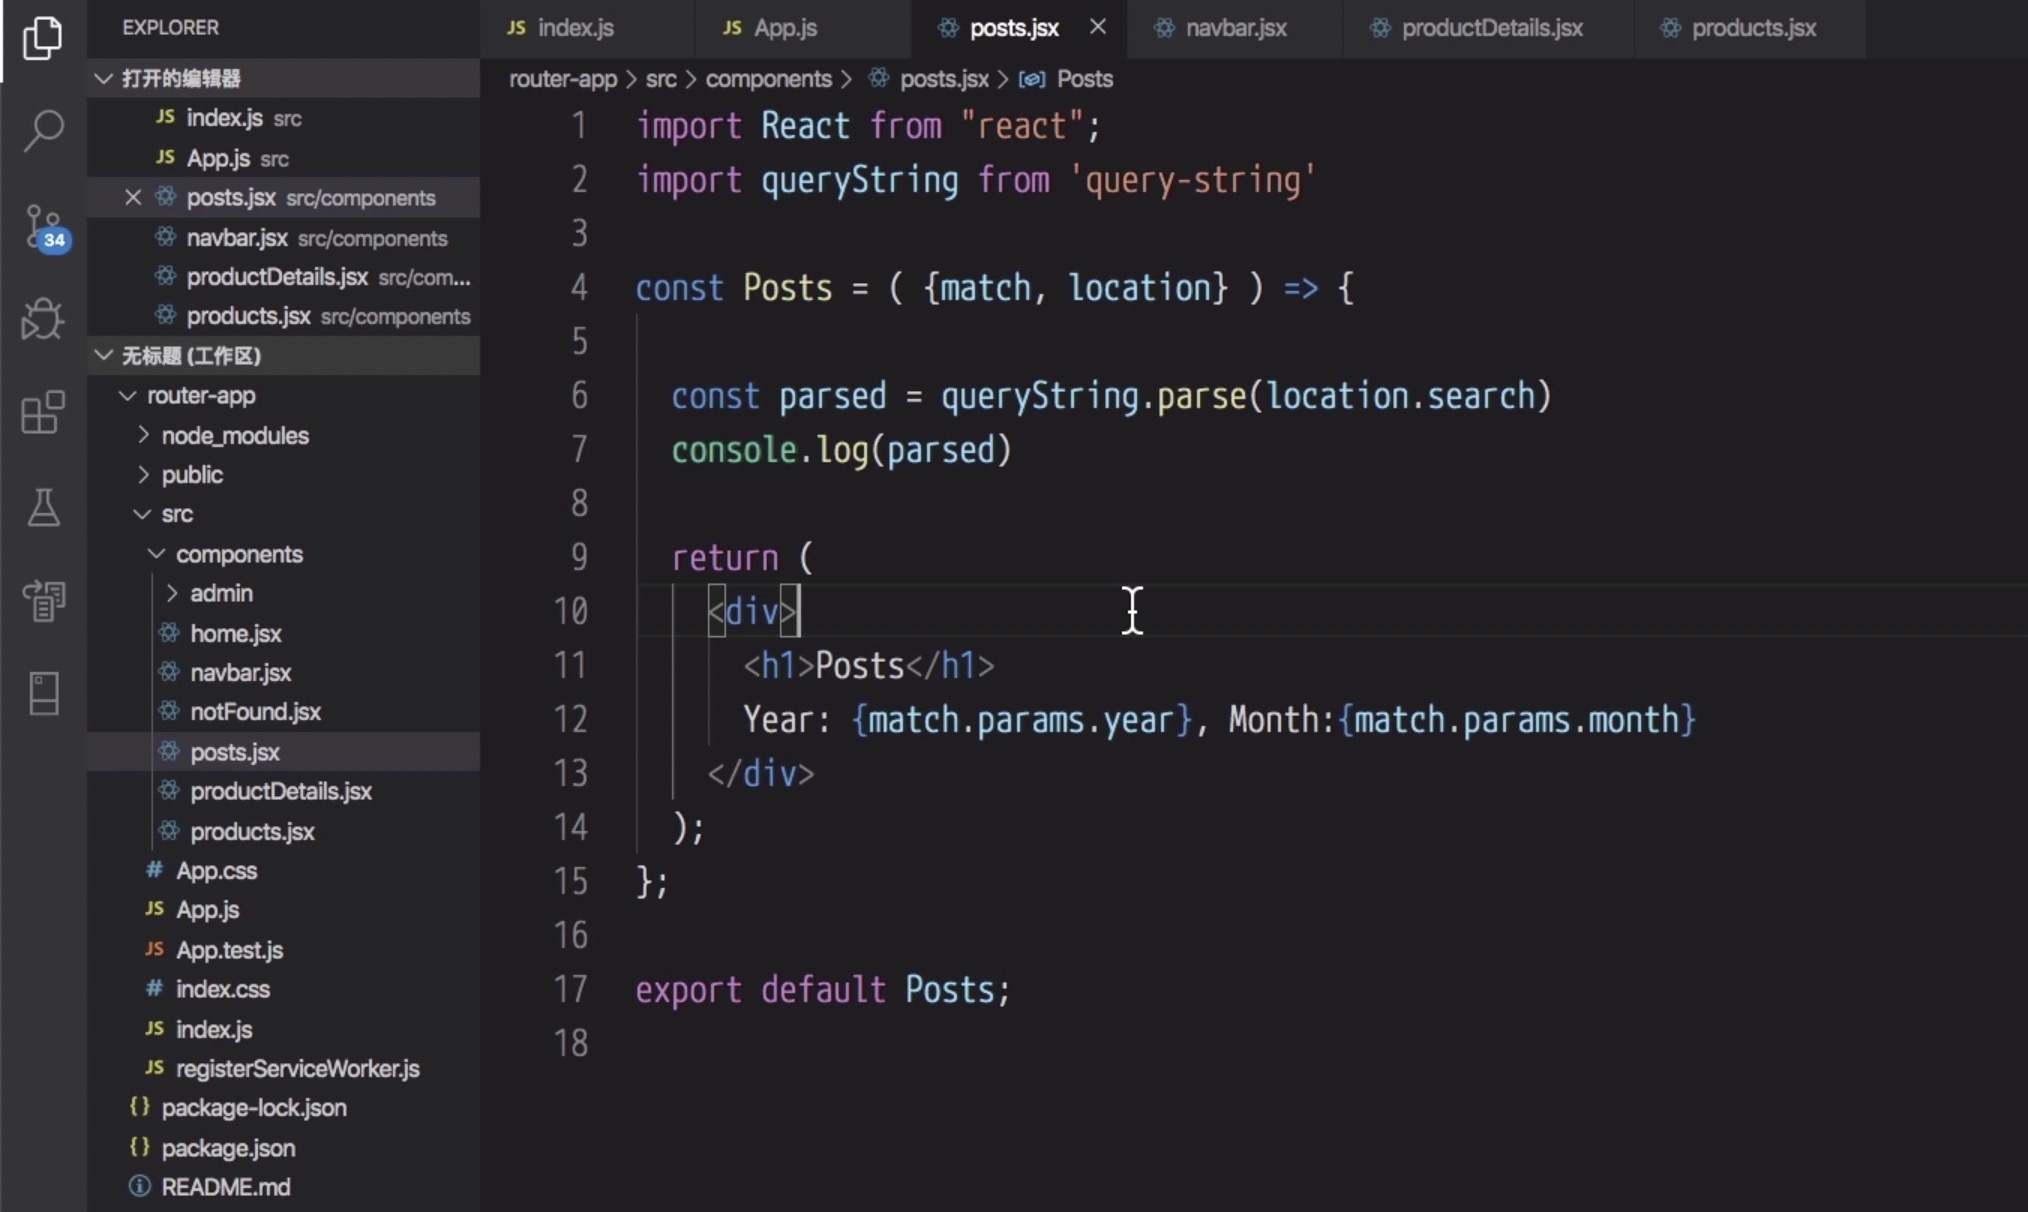 EXPLORER
打开的编辑器
JS index.js src
JS App.js src
posts.jsx src/components
34
navbar.jsx src/components
productDetails.jsx src/com...
products.jsx src/components
无标题 (工作区)
router-app
node_modules
public
src
components
admin
home.jsx
navbar.jsx
notFound.jsx
posts.jsx
productDetails.jsx
products.jsx
# App.css
JS App.js
JS App.test.js
# index.css
JS index.js
JS registerServiceWorker.js
{} package-lock.json
{} package.json
README.md
JS index.js JS App.js posts.jsx navbar.jsx productDetails.jsx products.jsx
router-app > src > components > posts.jsx > Posts
1 import React from "react";
2 import queryString from 'query-string'
3
4 const Posts = ( {match, location} ) => {
5
6 const parsed = queryString.parse(location.search)
7 console.log(parsed)
8
9 return (
10 <div>
11 <h1>Posts</h1>
12 Year: {match.params.year}, Month:{match.params.month}
13 </div>
14 );
15 };
16
17 export default Posts;
18